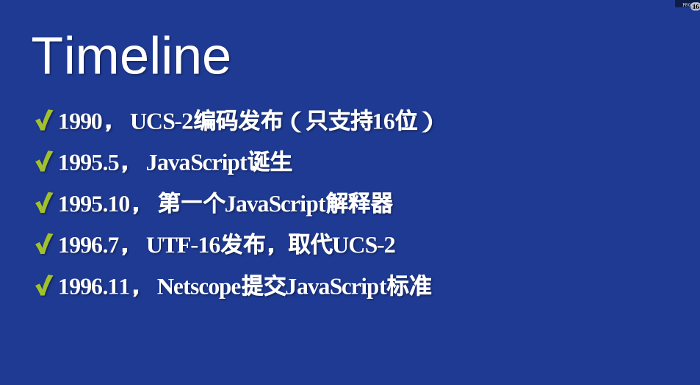 Timeline
1990， UCS-2编码发布（只支持16位）
1995.5， JavaScript诞生
1995.10， 第一个JavaScript解释器
1996.7， UTF-16发布，取代UCS-2
1996.11， Netscope提交JavaScript标准
16